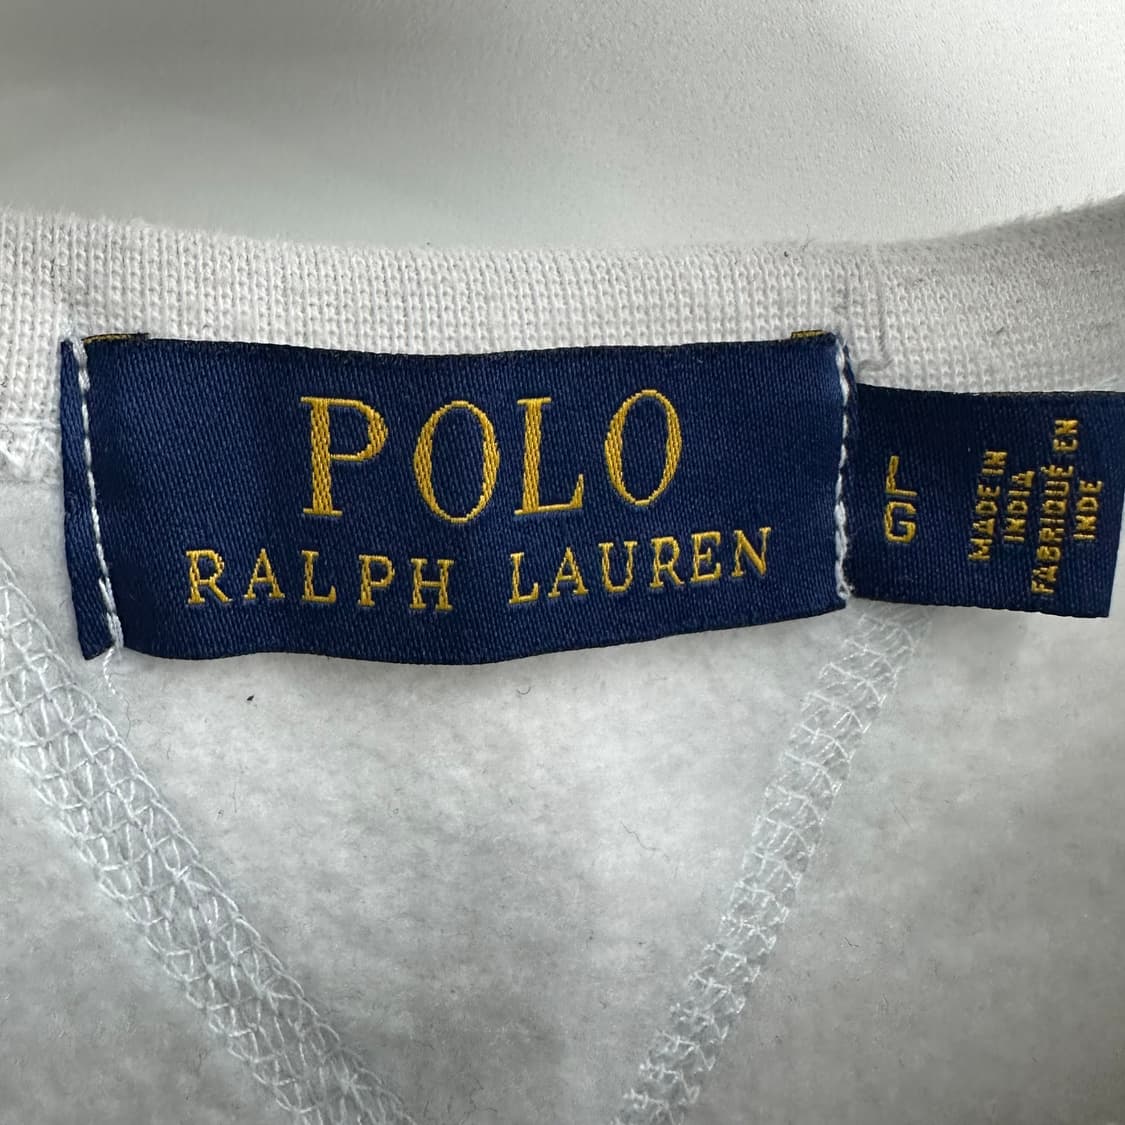 POLO
RALPH LAUREN
L
G
MADE IN
INDIA
FABRIQUÉ EN
INDE